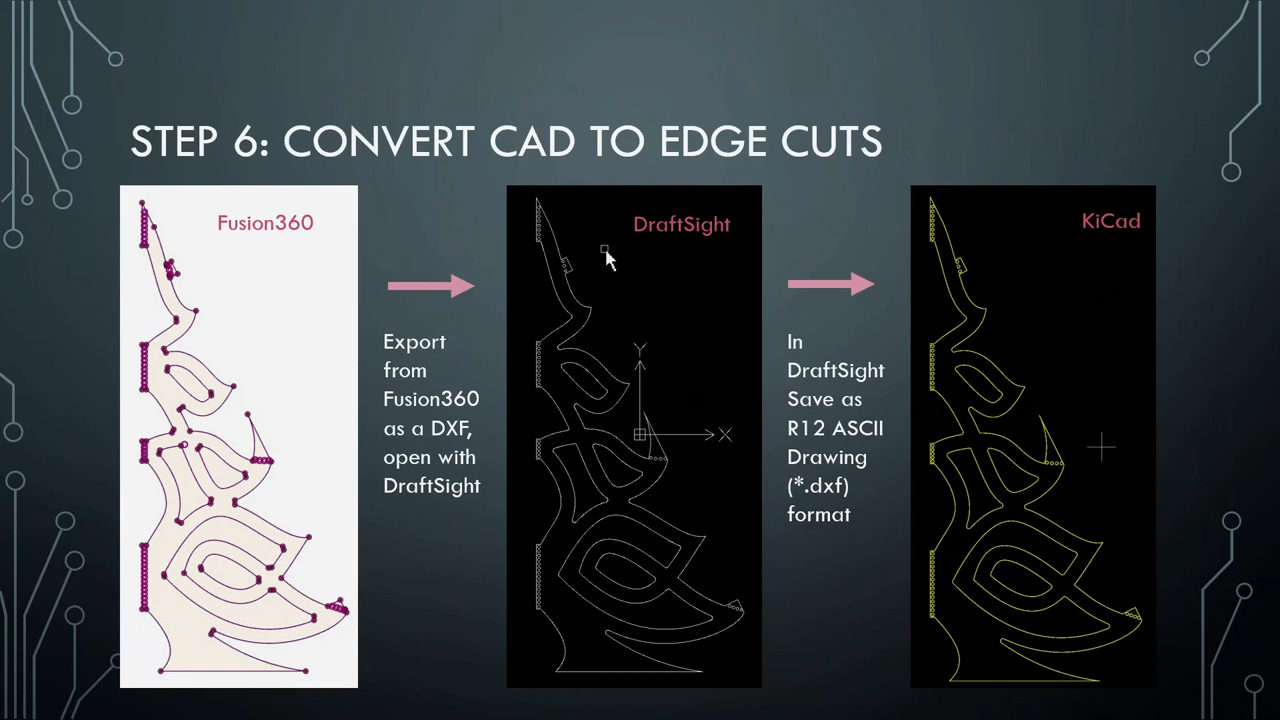 STEP 6: CONVERT CAD TO EDGE CUTS
Fusion360
Export
from
Fusion360
as a DXF,
open with
DraftSight
DraftSight
Y
X
In
DraftSight
Save as
R12 ASCII
Drawing
(*.dxf)
format
KiCad